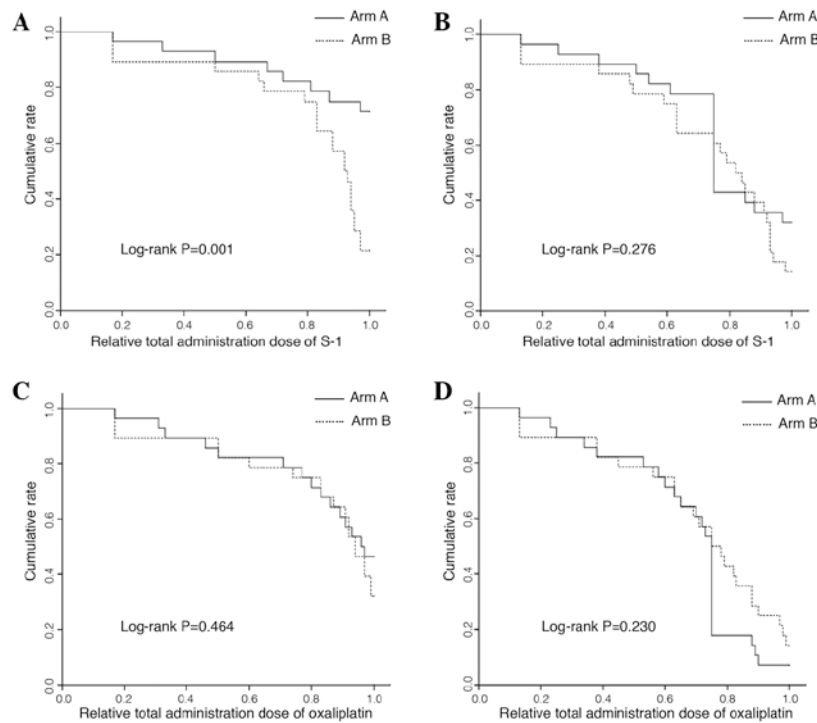 A
Arm A
Arm B
Cumulative rate
1.0
0.8
0.6
0.4
0.2
0.0
Log-rank P=0.001
0.0 0.2 0.4 0.6 0.8 1.0
Relative total administration dose of S-1
B
Arm A
Arm B
Cumulative rate
1.0
0.8
0.6
0.4
0.2
0.0
Log-rank P=0.276
0.0 0.2 0.4 0.6 0.8 1.0
Relative total administration dose of S-1
C
Arm A
Arm B
Cumulative rate
1.0
0.8
0.6
0.4
0.2
0.0
Log-rank P=0.464
0.0 0.2 0.4 0.6 0.8 1.0
Relative total administration dose of oxaliplatin
D
Arm A
Arm B
Cumulative rate
1.0
0.8
0.6
0.4
0.2
0.0
Log-rank P=0.230
0.0 0.2 0.4 0.6 0.8 1.0
Relative total administration dose of oxaliplatin